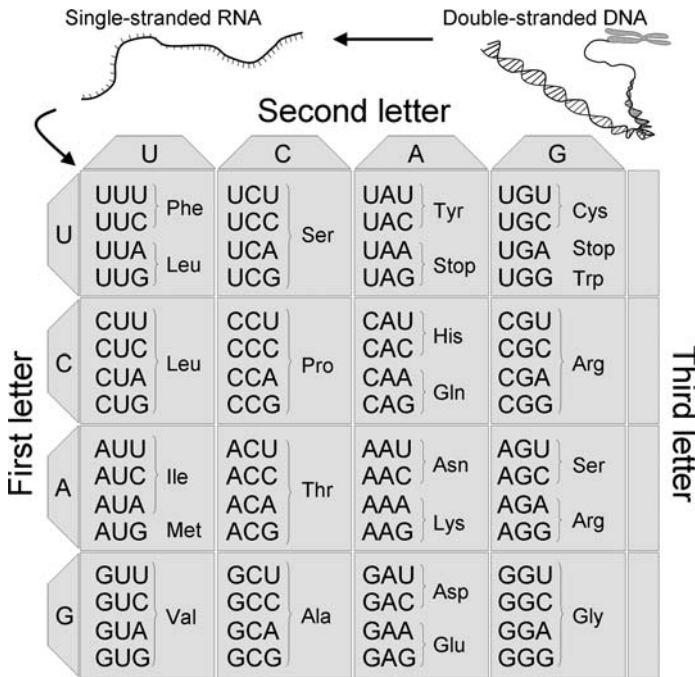 Single-stranded RNA
Double-stranded DNA
Second letter
U C A G
First letter
Third letter
U
UUU UCU UAU UGU
Phe Tyr Cys
UUC UCC UAC UGC
Ser
UUA UCA UAA UGA Stop
Leu Stop
UUG UCG UAG UGG Trp
C
CUU CCU CAU CGU
His
CUC CCC CAC CGC
Leu Pro Arg
CUA CCA CAA CGA
Gln
CUG CCG CAG CGG
A
AUU ACU AAU AGU
Asn Ser
AUC ACC AAC AGC
Ile Thr
AUA ACA AAA AGA
Lys Arg
AUG Met ACG AAG AGG
G
GUU GCU GAU GGU
Asp
GUC GCC GAC GGC
Val Ala Gly
GUA GCA GAA GGA
Glu
GUG GCG GAG GGG